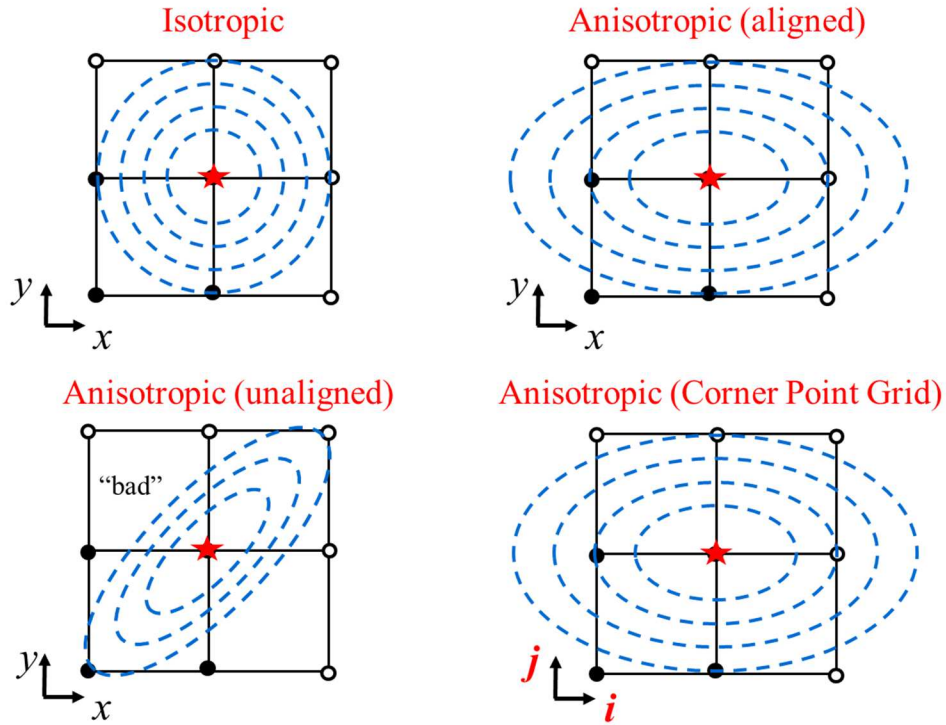 Isotropic
Anisotropic (aligned)
y
x
y
x
Anisotropic (unaligned)
Anisotropic (Corner Point Grid)
“bad”
y
x
j
i